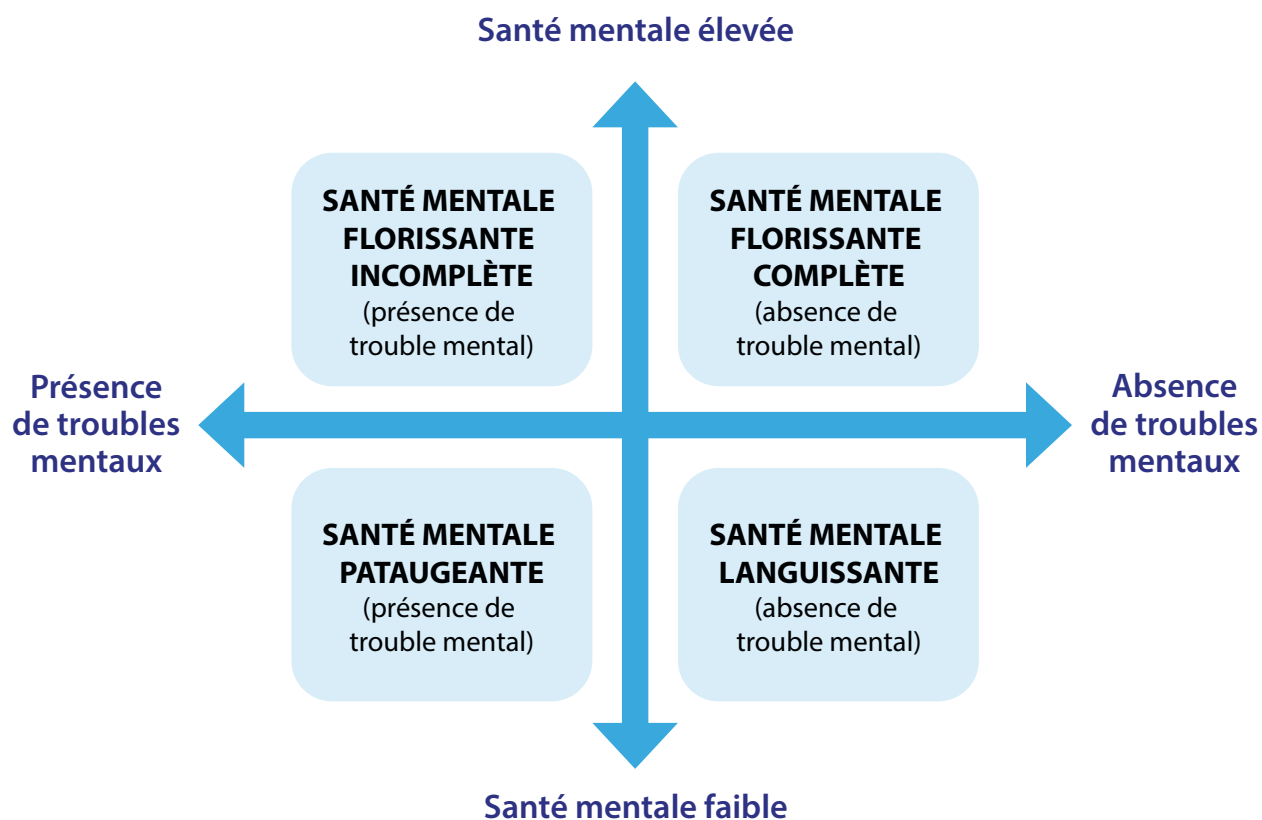 Santé mentale élevée
SANTÉ MENTALE
FLORISSANTE
INCOMPLÈTE
(présence de
trouble mental)
SANTÉ MENTALE
FLORISSANTE
COMPLÈTE
(absence de
trouble mental)
Présence
de troubles
mentaux
Absence
de troubles
mentaux
SANTÉ MENTALE
PATAUGEANTE
(présence de
trouble mental)
SANTÉ MENTALE
LANGUISSANTE
(absence de
trouble mental)
Santé mentale faible